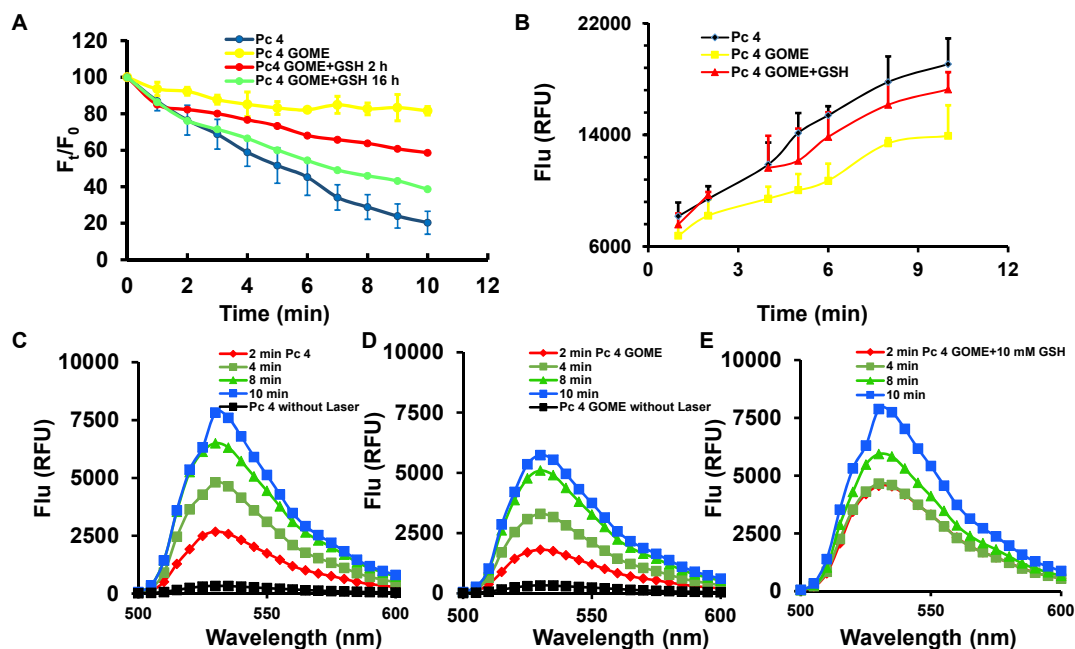 A
120
100
80
60
40
20
0
Ft/F0
0 2 4 6 8 10 12
Time (min)
Pc 4
Pc 4 GOME
Pc4 GOME+GSH 2 h
Pc 4 GOME+GSH 16 h
B
22000
14000
6000
Flu (RFU)
0 3 6 9 12
Time (min)
Pc 4
Pc 4 GOME
Pc 4 GOME+GSH
C
10000
7500
5000
2500
0
Flu (RFU)
500 550 600
Wavelength (nm)
2 min Pc 4
4 min
8 min
10 min
Pc 4 without Laser
D
10000
7500
5000
2500
0
Flu (RFU)
500 550 600
Wavelength (nm)
2 min Pc 4 GOME
4 min
8 min
10 min
Pc 4 GOME without Laser
E
10000
7500
5000
2500
0
Flu (RFU)
500 550 600
Wavelength (nm)
2 min Pc 4 GOME+10 mM GSH
4 min
8 min
10 min